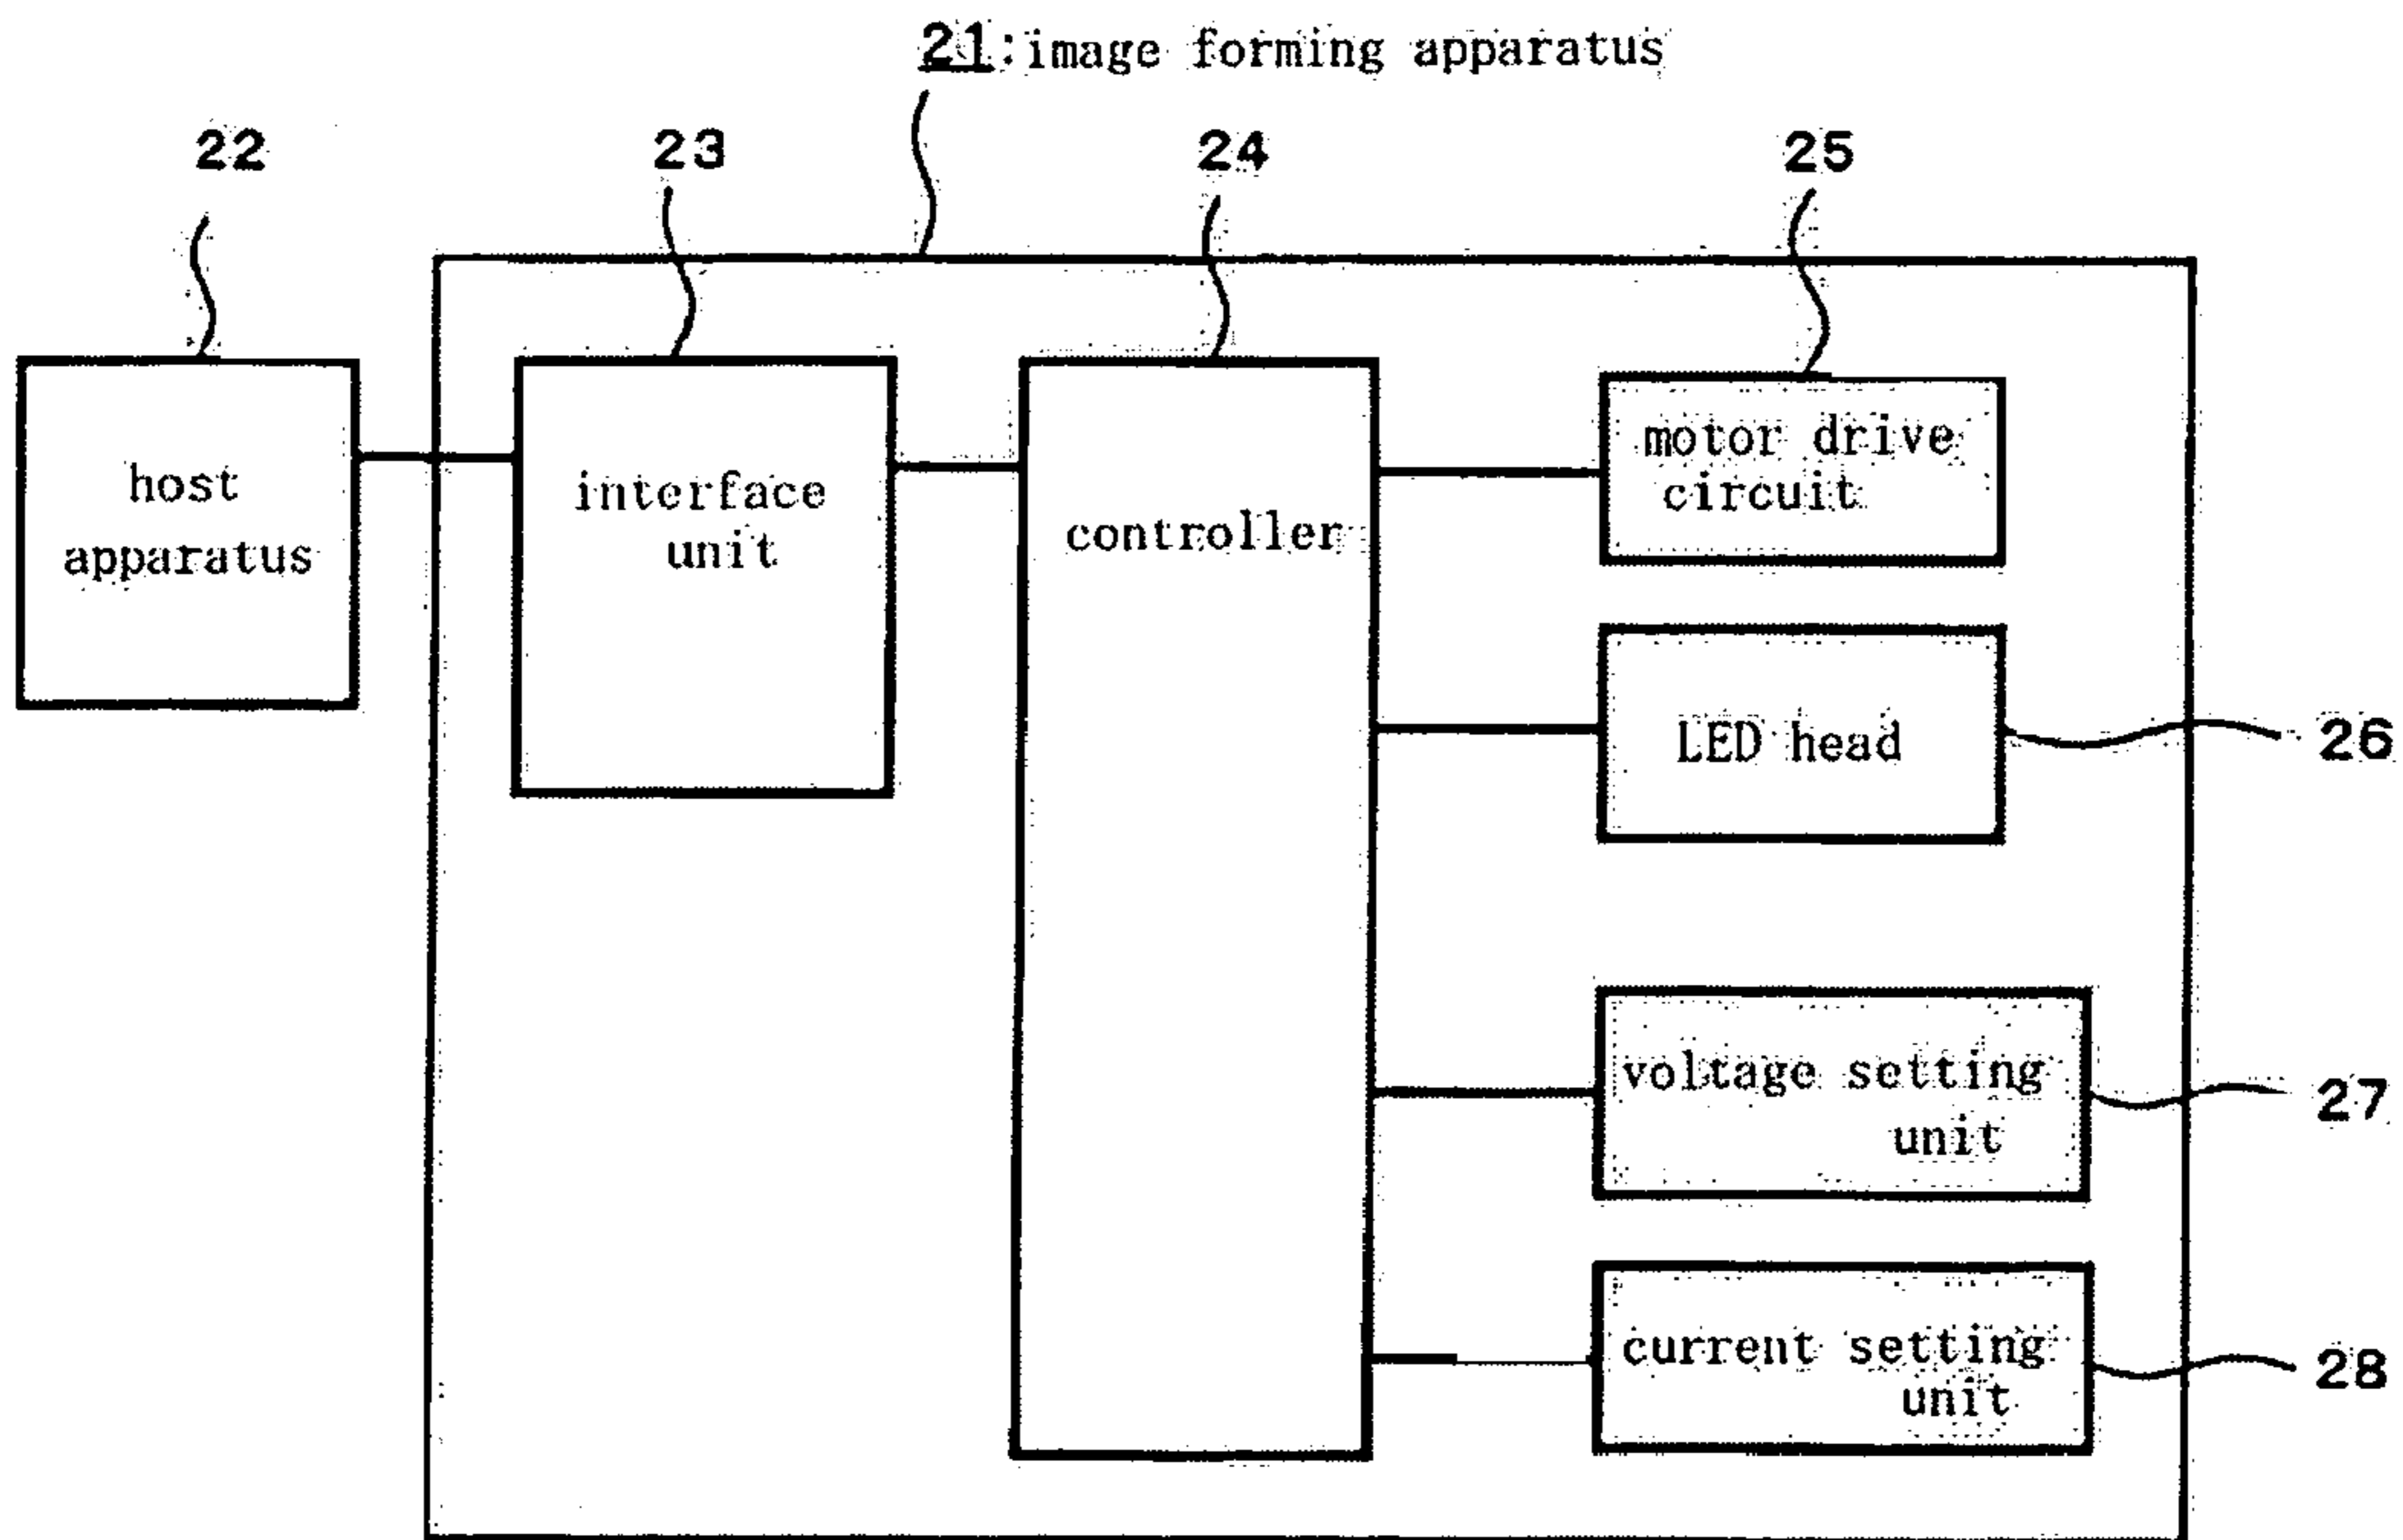 21:image forming apparatus
22
23
24
25
host
apparatus
interface
unit
controller
motor drive
circuit
LED head
26
voltage setting
unit
27
current setting
unit
28